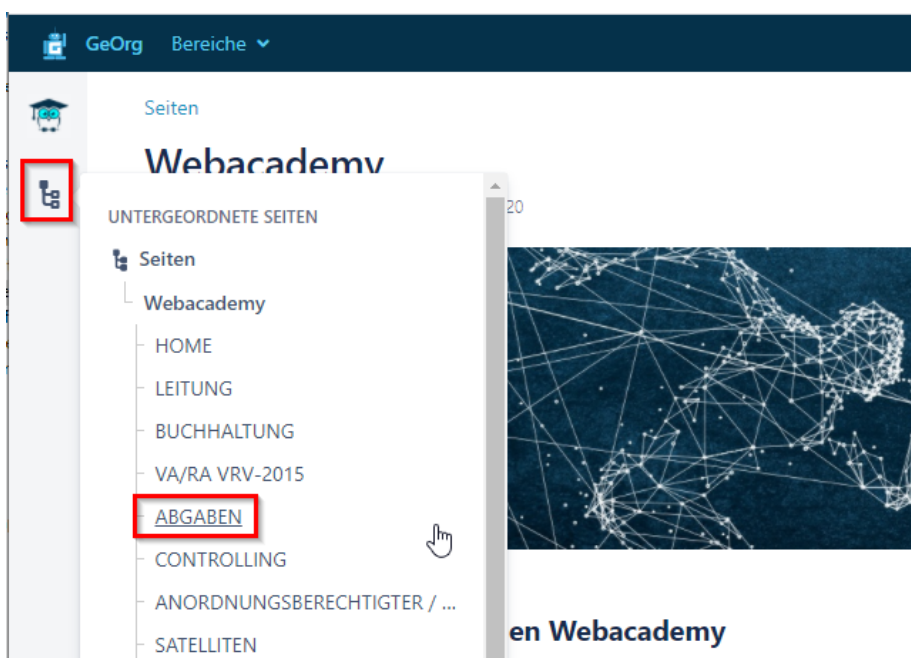 GeOrg Bereiche
Seiten
Webacademy
20
UNTERGEORDNETE SEITEN
Seiten
Webacademy
HOME
LEITUNG
BUCHHALTUNG
VA/RA VRV-2015
ABGABEN
CONTROLLING
ANORDNUNGSBERECHTIGTER / ...
SATELLITEN
en Webacademy